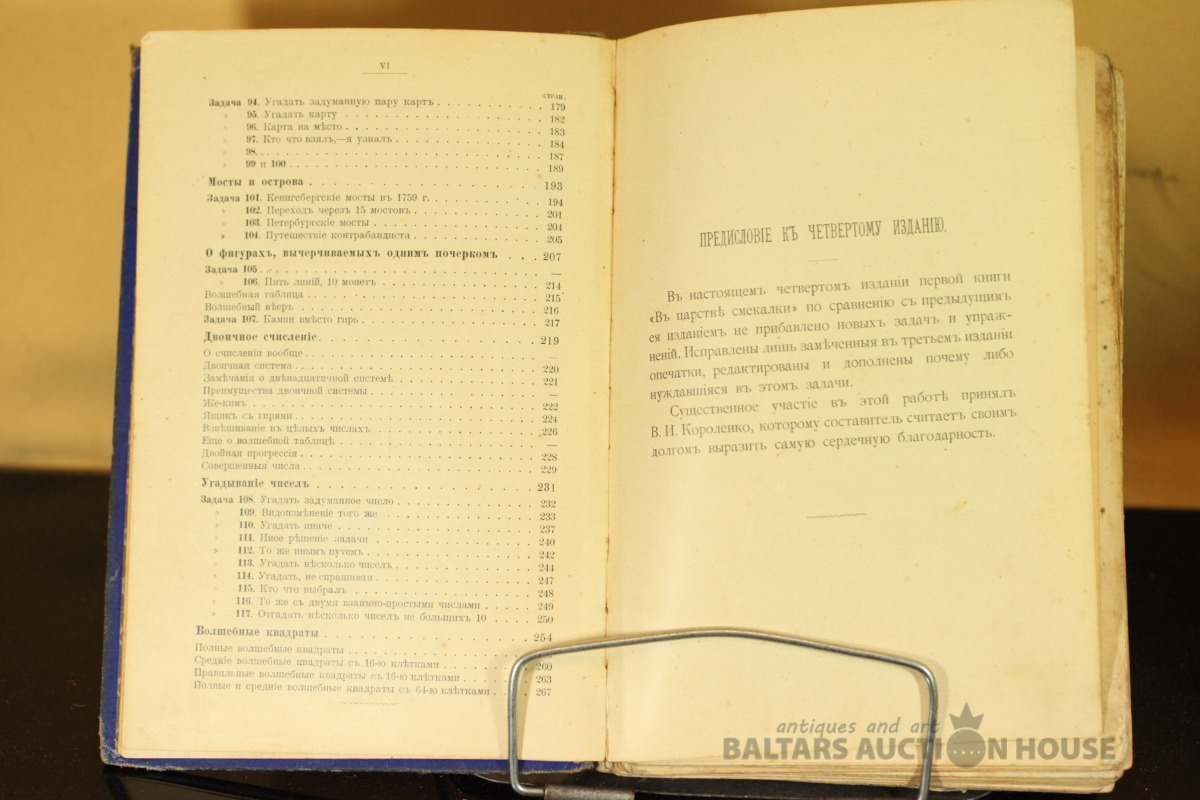 VI
СТРАН.
Задача 94. Угадать задуманную пару картъ . . . . . . . . . . 179
» 95. Угадать карту . . . . . . . . . . 182
» 96. Карта на мѣсто . . . . . . . . . . 183
» 97. Кто что взялъ,—я узналъ . . . . . . . . . . 184
» 98. . . . . . . . . . . 187
» 99 и 100 . . . . . . . . . . 189
Мосты и острова . . . . . . . . . . 193
Задача 101. Кенигсбергскіе мосты въ 1759 г. . . . . . . . . . 194
» 102. Переходъ черезъ 15 мостовъ . . . . . . . . . . 201
» 103. Петербургскіе мосты . . . . . . . . . . 204
» 104. Путешествіе контрабандиста . . . . . . . . . . 205
О фигурахъ, вычерчиваемыхъ однимъ почеркомъ . . . 207
Задача 105 . . . . . . . . . . —
» 106. Пять линій, 10 монетъ . . . . . . . . . . 214
Волшебная таблица . . . . . . . . . . 215
Волшебный вѣеръ . . . . . . . . . . 216
Задача 107. Камни вмѣсто гирь . . . . . . . . . . 217
Двоичное счисленіе . . . . . . . . . . 219
О счисленіи вообще . . . . . . . . . . —
Двоичная система . . . . . . . . . . 220
Замѣчанія о двѣнадцатичной системѣ . . . . . . . . . . 221
Преимущества двоичной системы . . . . . . . . . . —
Же-кимъ . . . . . . . . . . 222
Ящикъ съ гирями . . . . . . . . . . 224
Взвѣшиваніе въ цѣлыхъ числахъ . . . . . . . . . . 226
Еще о волшебной таблицѣ . . . . . . . . . . —
Двойная прогрессія . . . . . . . . . . 228
Совершенныя числа . . . . . . . . . . 229
Угадываніе чиселъ . . . . . . . . . . 231
Задача 108. Угадать задуманное число . . . . . . . . . . 232
» 109. Видоизмѣненіе того же . . . . . . . . . . 233
» 110. Угадать иначе . . . . . . . . . . 237
» 111. Иное рѣшеніе задачи . . . . . . . . . . 240
» 112. То же инымъ путемъ . . . . . . . . . . 242
» 113. Угадать нѣсколько чиселъ . . . . . . . . . . 244
» 114. Угадать, не спрашивая . . . . . . . . . . 247
» 115. Кто что выбралъ . . . . . . . . . . 248
» 116. То же съ двумя взаимно-простыми числами . . . . 249
» 117. Отгадать нѣсколько чиселъ не большихъ 10 . . . . 250
Волшебные квадраты . . . . . . . . . . 254
Полные волшебные квадраты . . . . . . . . . .
Средніе волшебные квадраты съ 16-ю клѣтками . . . . . . 260
Правильные волшебные квадраты съ 16-ю клѣтками . . . . 263
Полные и средніе волшебные квадраты съ 64-ю клѣтками . . . . 267
ПРЕДИСЛОВІЕ КЪ ЧЕТВЕРТОМУ ИЗДАНІЮ.
Въ настоящемъ четвертомъ изданіи первой книги
«Въ царствѣ смекалки» по сравненію съ предыдущимъ
ея изданіемъ не прибавлено новыхъ задачъ и упраж-
неній. Исправлены лишь замѣченныя въ третьемъ изданіи
опечатки, редактированы и дополнены почему либо
нуждавшіяся въ этомъ задачи.
Существенное участіе въ этой работѣ принялъ
В. И. Короленко, которому составитель считаетъ своимъ
долгомъ выразить самую сердечную благодарность.
antiques and art
BALTARS AUCTION HOUSE